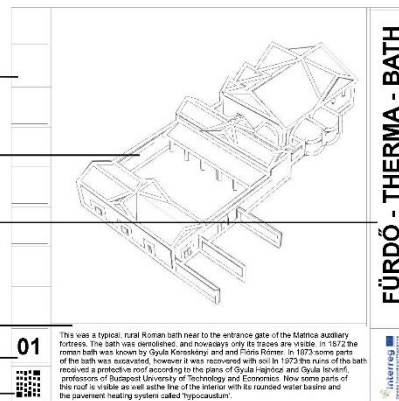 FÜRDŐ - THERMA - BATH
01
This was a typical, rural Roman bath near to the entrance gate of the Matrica auxiliary
fortress. The bath was demolished, and nowadays only its traces are visible. In 1872 the
roman bath was known by Gyula Kereskényi and and Flóris Rómer. In 1873 some parts
of the bath was excavated, however it was recovered with soil In 1973 the ruins of the bath
received a protective roof according to the plans of Gyula Hajnóczi and Gyula Istvánfi,
professors of Budapest University of Technology and Economics. Now some parts of
this roof is visible as well asthe line of the interior with its rounded water basins and
the pavement heating system called 'hypocaustum'.
Interreg